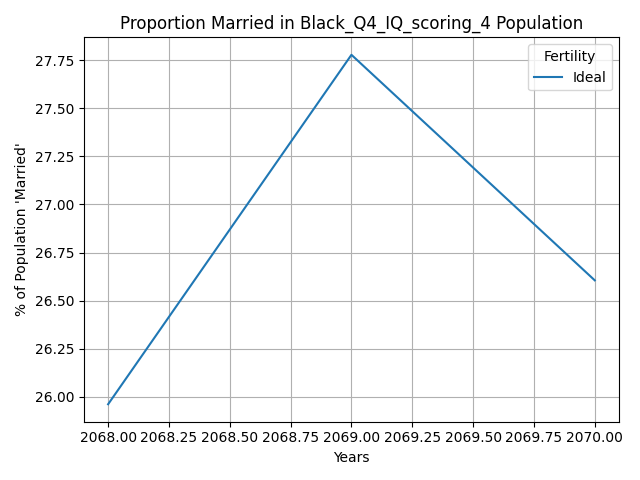 Proportion Married in Black_Q4_IQ_scoring_4 Population
Fertility
Ideal
27.75
27.50
27.25
27.00
26.75
26.50
26.25
26.00
% of Population 'Married'
2068.00 2068.25 2068.50 2068.75 2069.00 2069.25 2069.50 2069.75 2070.00
Years